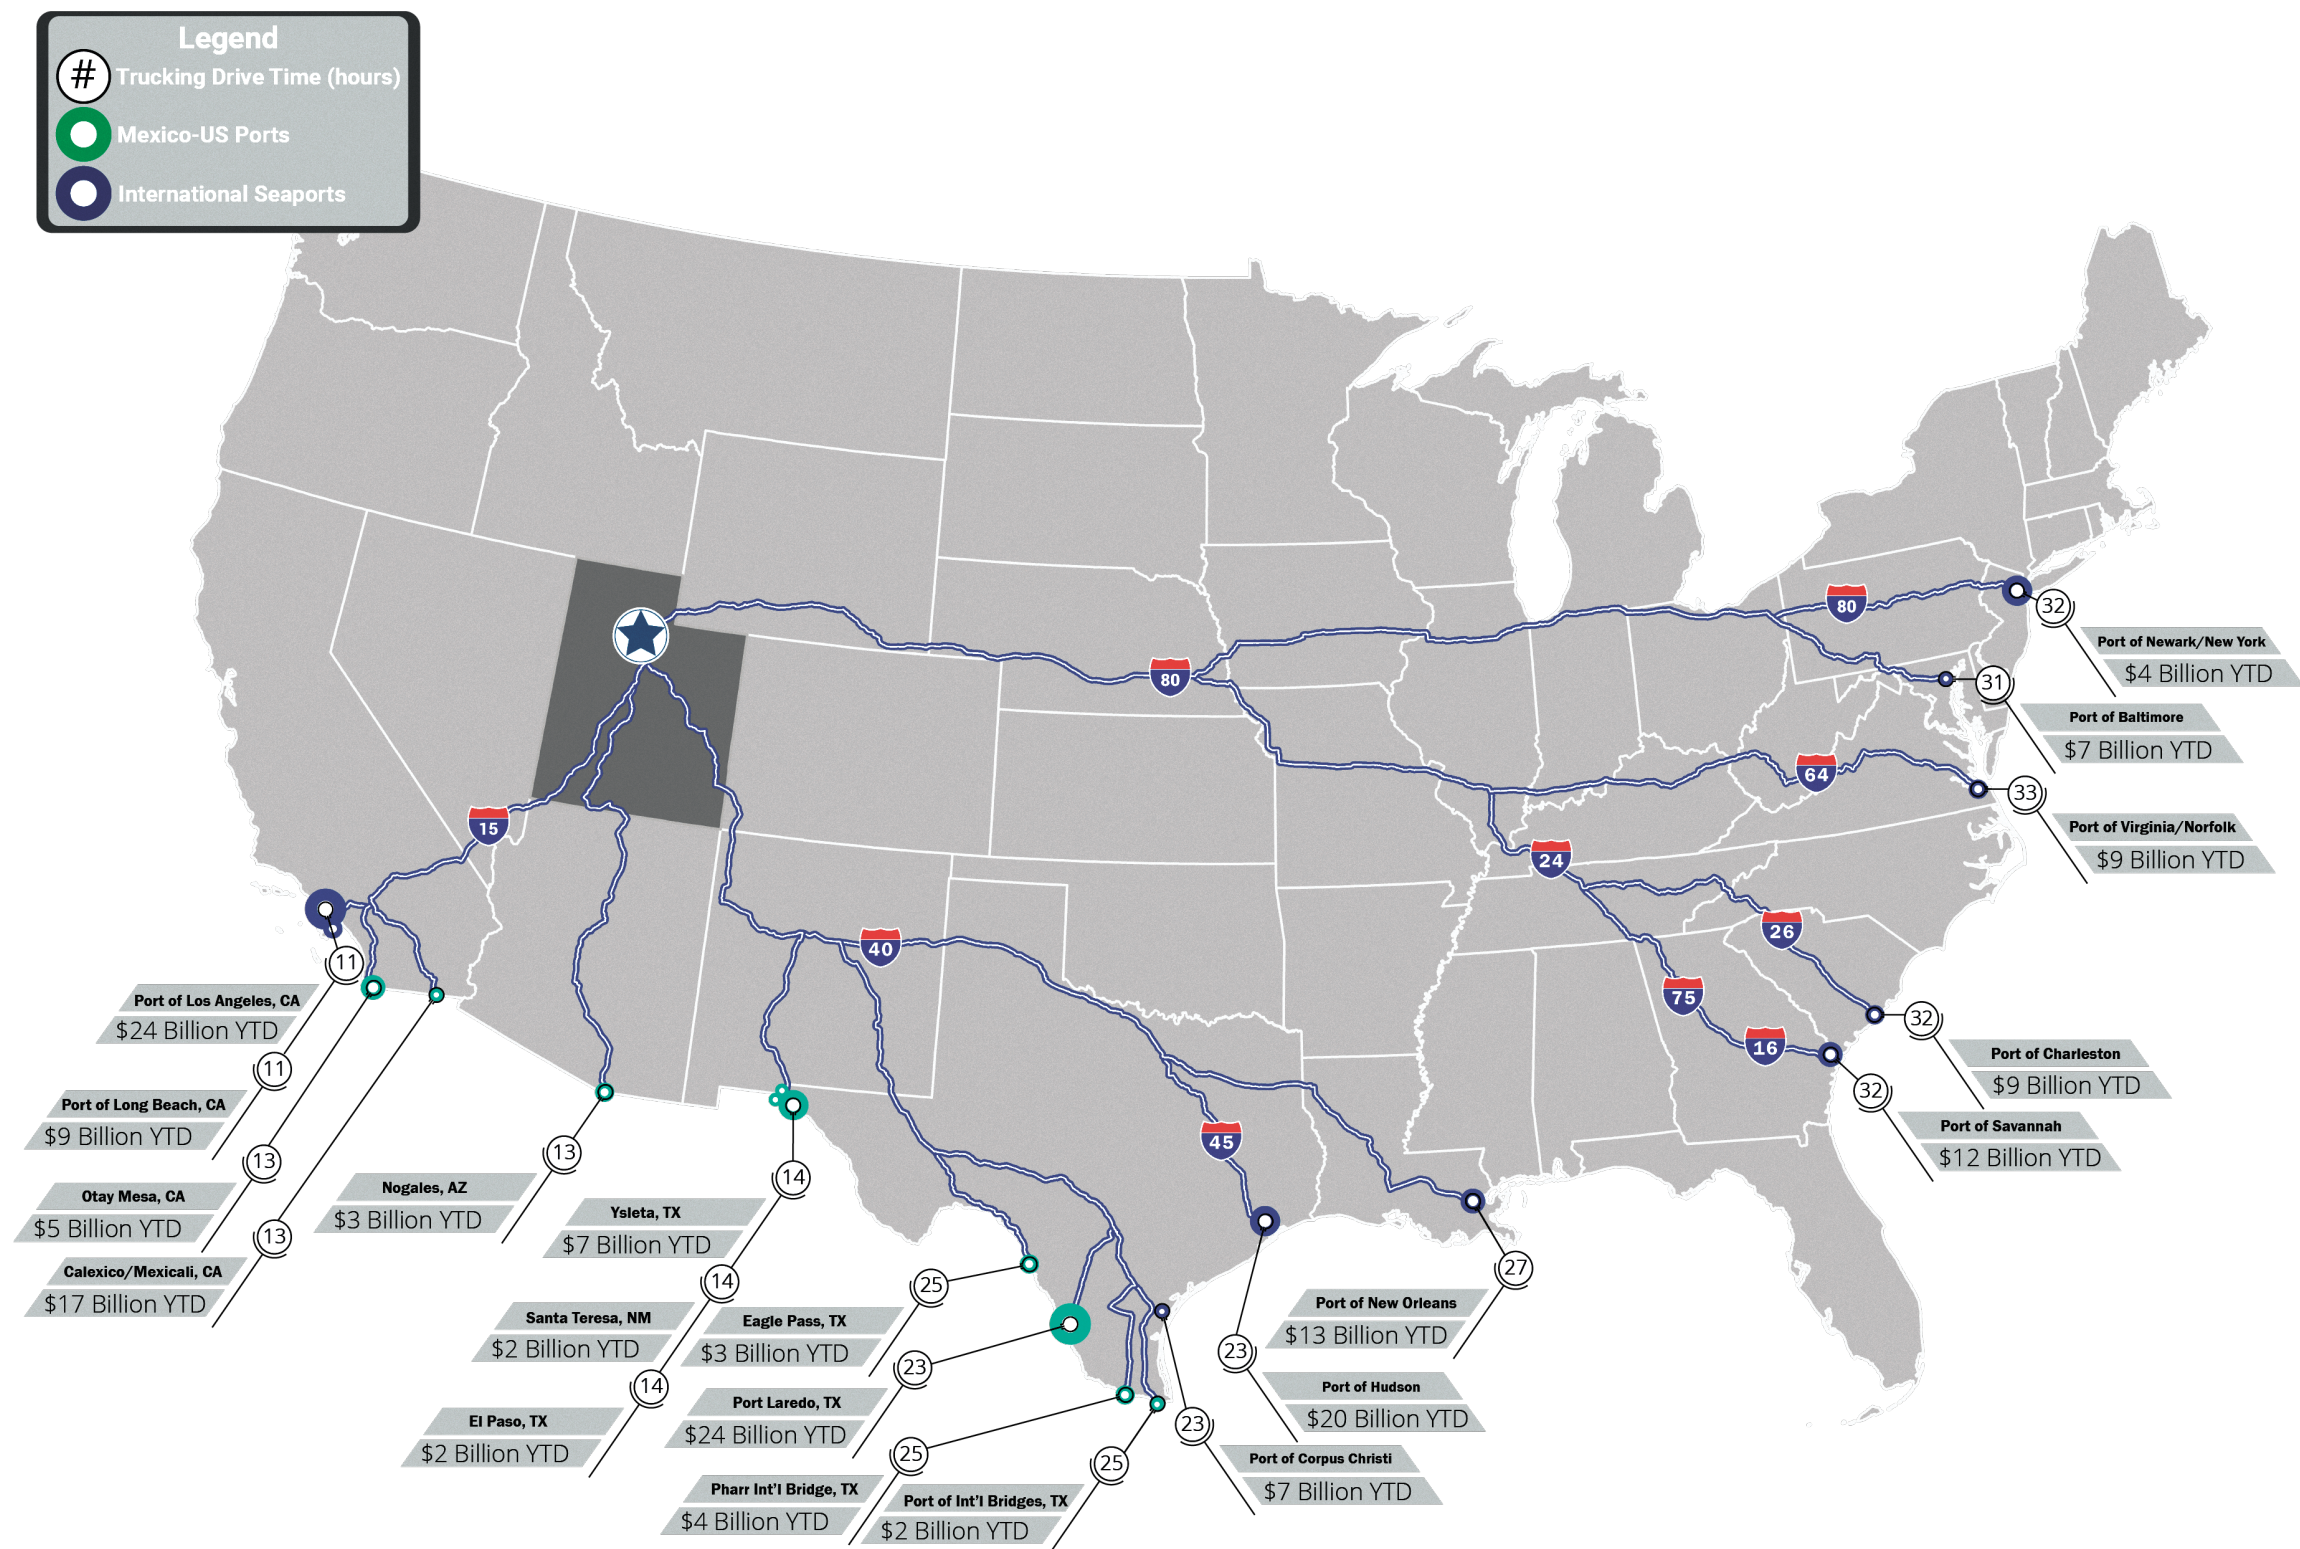 Legend
# Trucking Drive Time (hours)
Mexico-US Ports
International Seaports
80
32
Port of Newark/New York
$4 Billion YTD
80
31
Port of Baltimore
$7 Billion YTD
64
33
Port of Virginia/Norfolk
$9 Billion YTD
15
24
40
26
75
16
32
Port of Charleston
$9 Billion YTD
32
Port of Savannah
$12 Billion YTD
45
11
Port of Los Angeles, CA
$24 Billion YTD
11
Port of Long Beach, CA
$9 Billion YTD
13
Otay Mesa, CA
$5 Billion YTD
13
Calexico/Mexicali, CA
$17 Billion YTD
13
Nogales, AZ
$3 Billion YTD
14
Ysleta, TX
$7 Billion YTD
14
Santa Teresa, NM
$2 Billion YTD
14
El Paso, TX
$2 Billion YTD
25
Eagle Pass, TX
$3 Billion YTD
23
Port Laredo, TX
$24 Billion YTD
25
Pharr Int'l Bridge, TX
$4 Billion YTD
25
Port of Int'l Bridges, TX
$2 Billion YTD
27
Port of New Orleans
$13 Billion YTD
23
Port of Hudson
$20 Billion YTD
23
Port of Corpus Christi
$7 Billion YTD